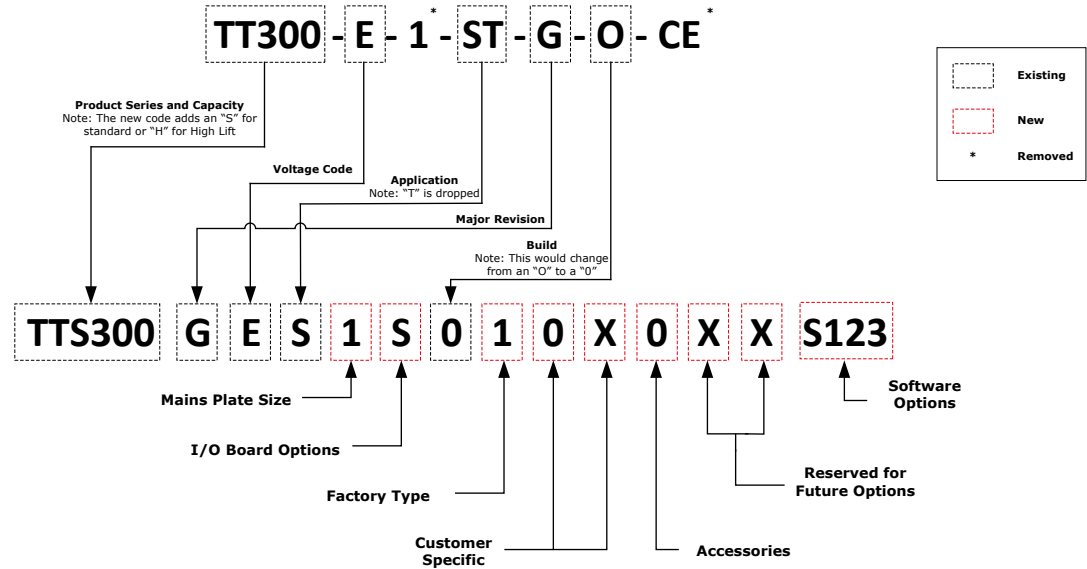 TT300 - E - 1* - ST - G - O - CE*
Existing
New
* Removed
Product Series and Capacity
Note: The new code adds an “S” for
standard or “H” for High Lift
Voltage Code
Application
Note: “T” is dropped
Major Revision
Build
Note: This would change
from an “O” to a “0”
TTS300 G E S 1 S 0 1 0 X 0 X X S123
Mains Plate Size
I/O Board Options
Factory Type
Customer
Specific
Accessories
Reserved for
Future Options
Software
Options